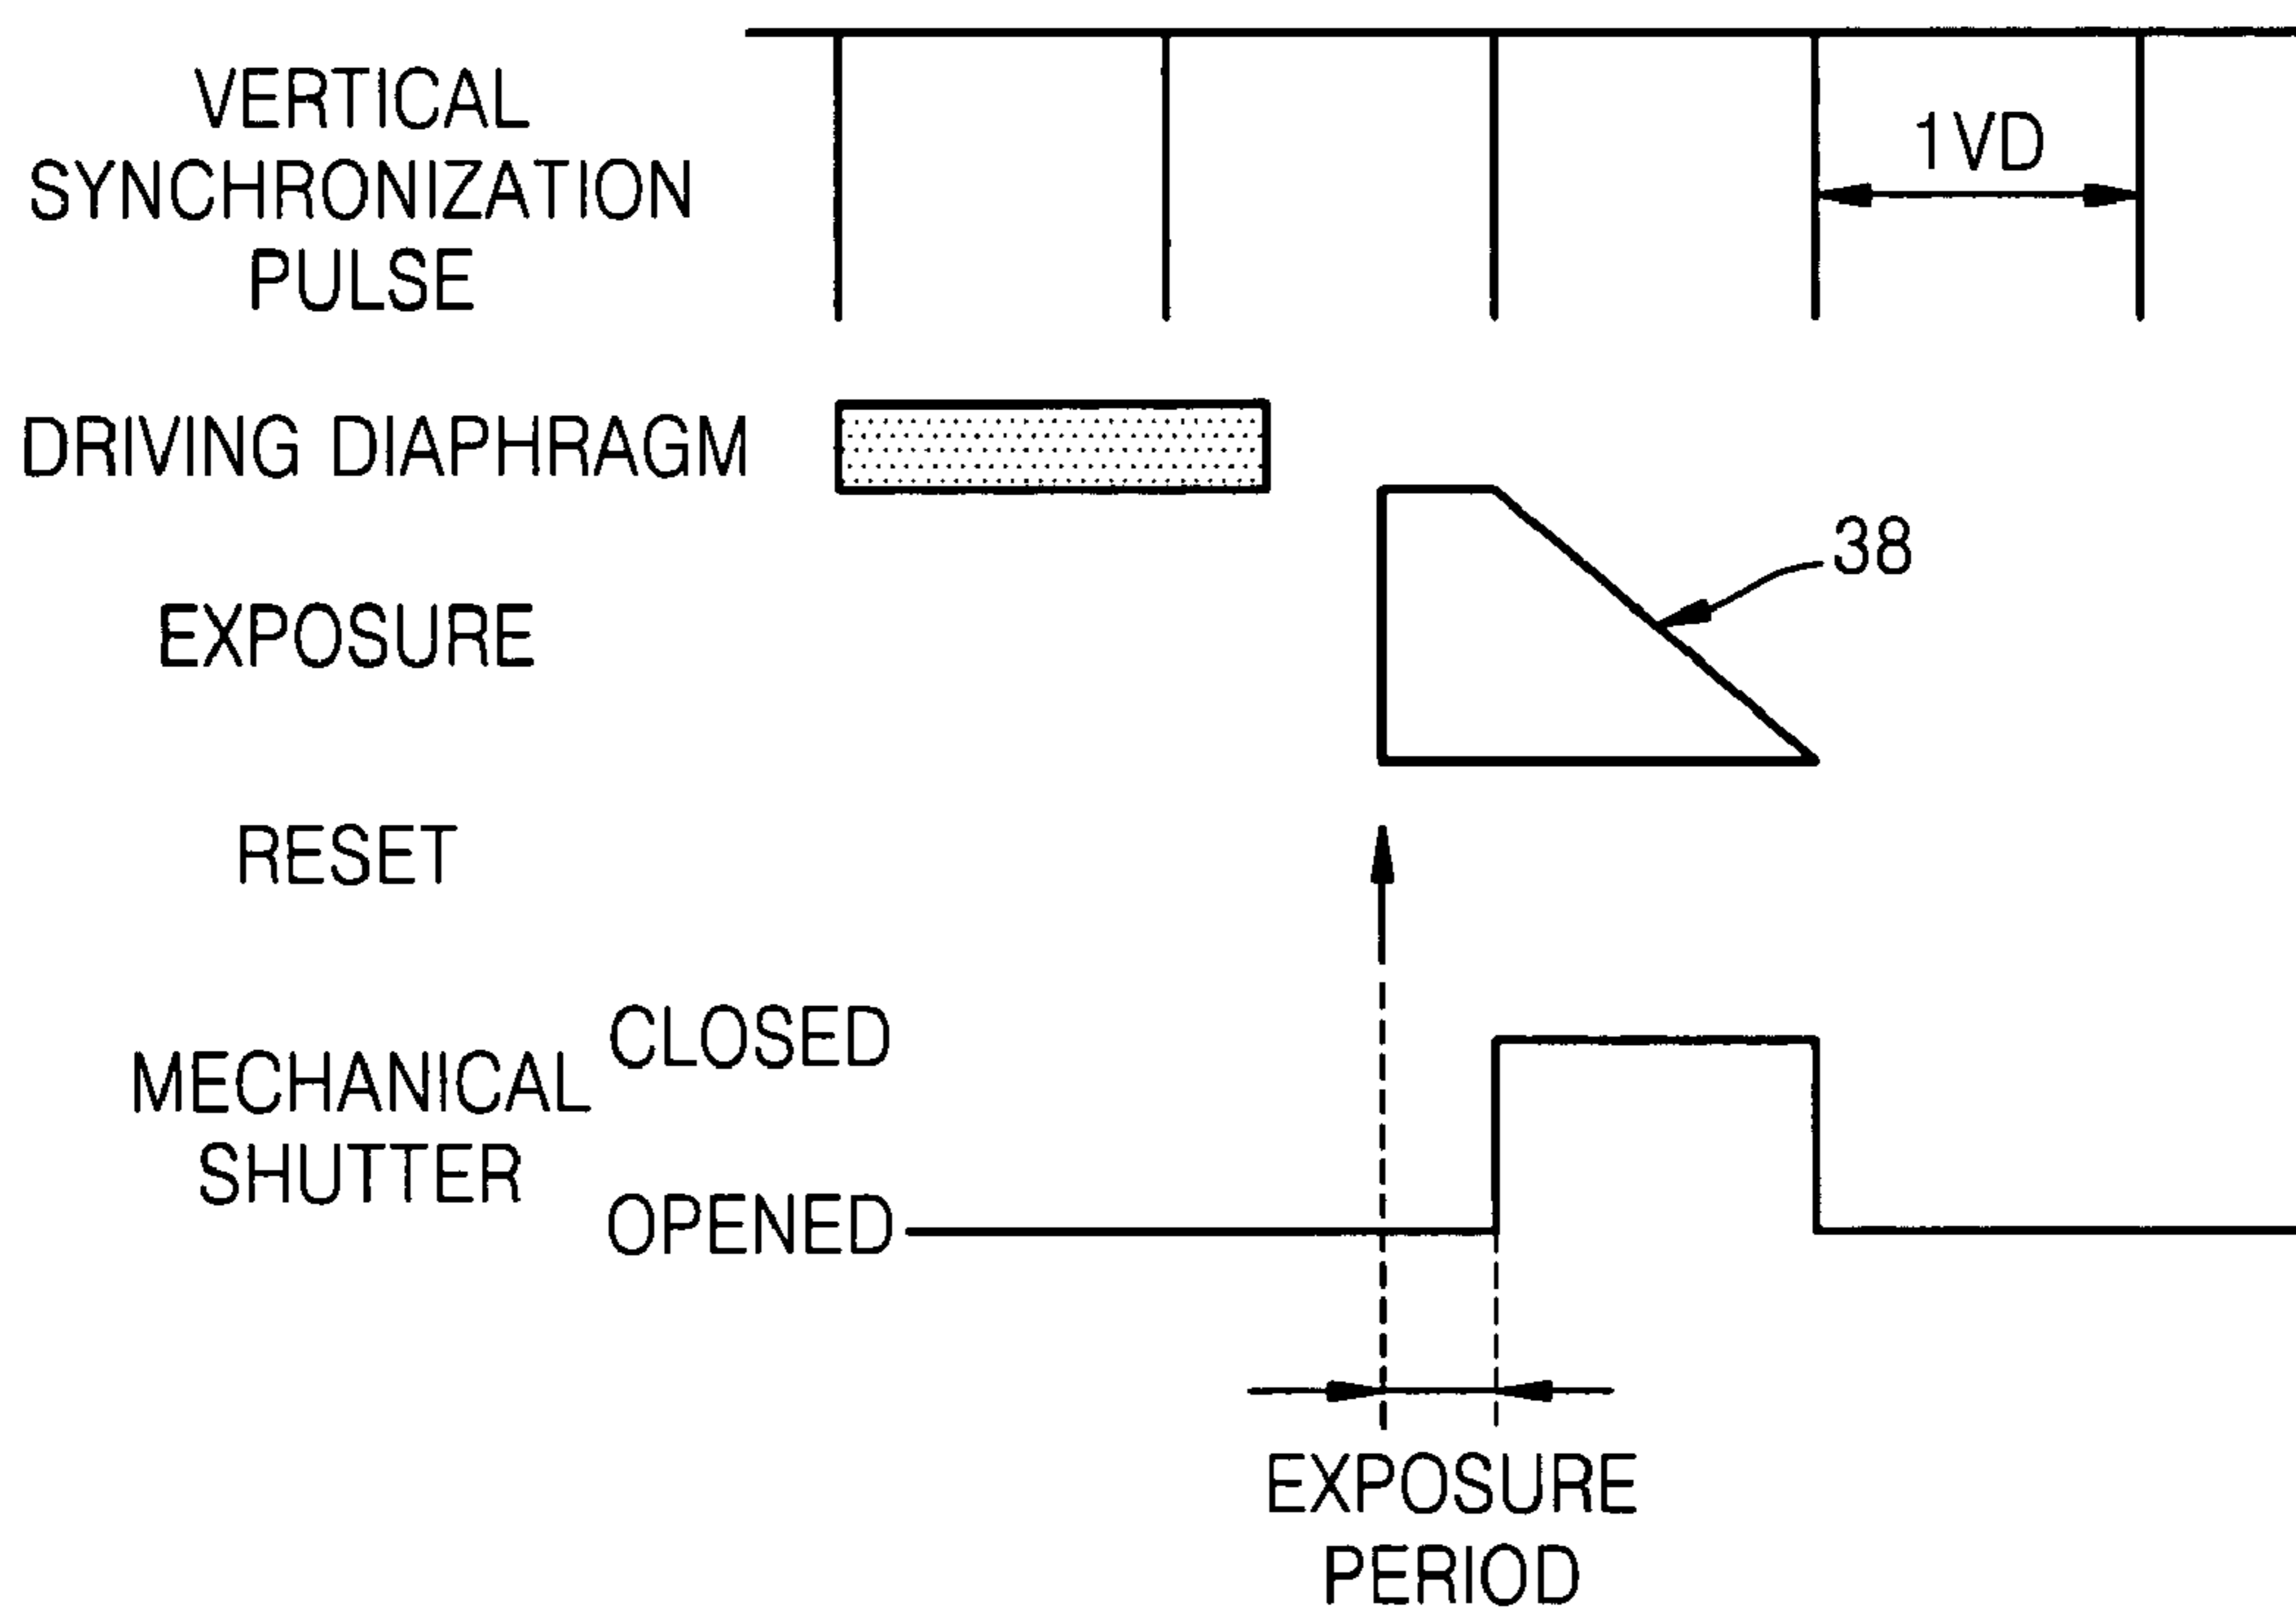 VERTICAL
SYNCHRONIZATION
PULSE
1VD
DRIVING DIAPHRAGM
38
EXPOSURE
RESET
MECHANICAL
SHUTTER
CLOSED
OPENED
EXPOSURE
PERIOD